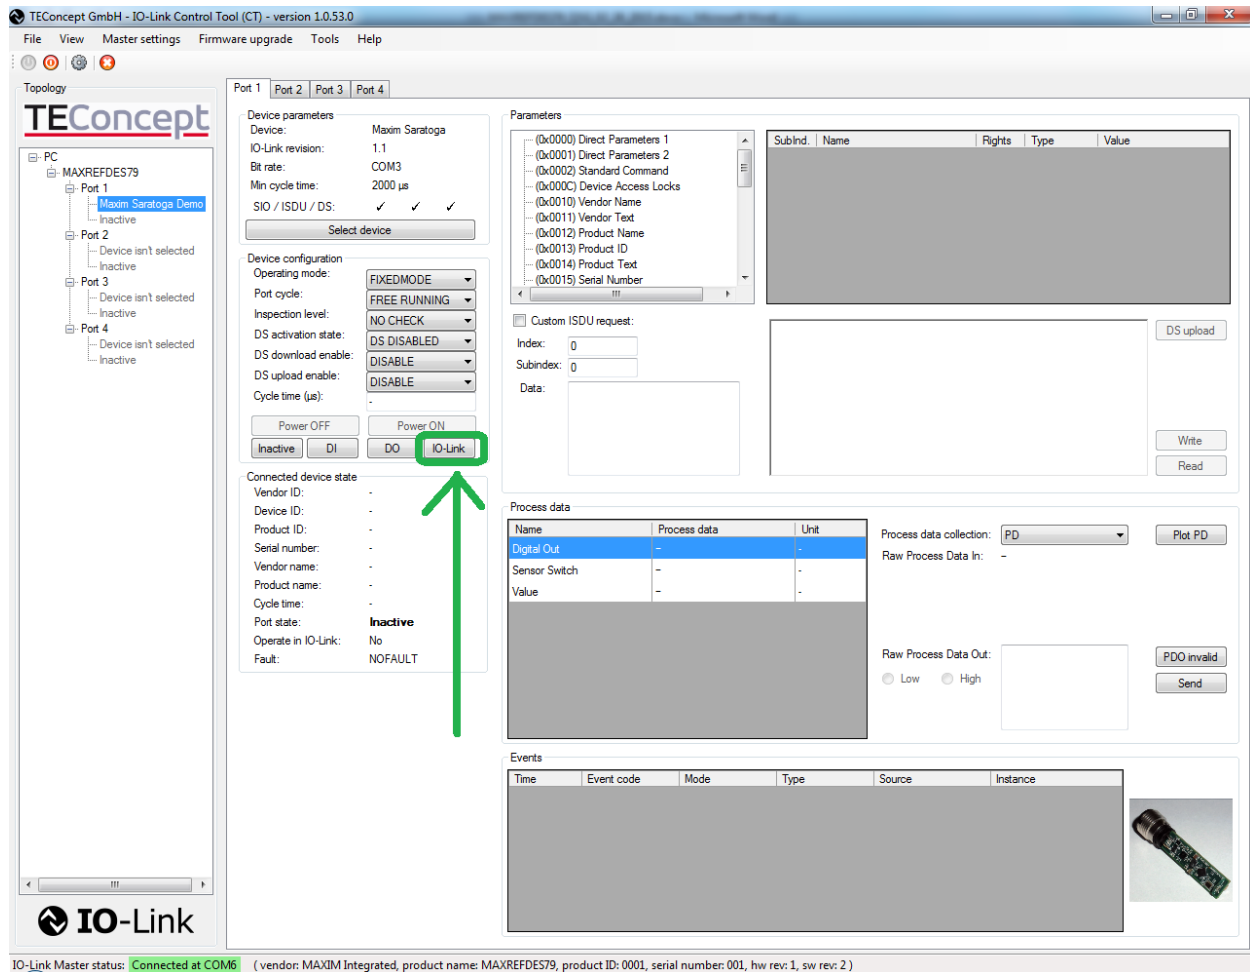 TEConcept GmbH - IO-Link Control Tool (CT) - version 1.0.53.0
File View Master settings Firmware upgrade Tools Help
Topology
TEConcept
PC
MAXREFDES79
Port 1
Maxim Saratoga Demo
Inactive
Port 2
Device isn't selected
Inactive
Port 3
Device isn't selected
Inactive
Port 4
Device isn't selected
Inactive
IO-Link
Port 1 Port 2 Port 3 Port 4
Device parameters
Device: Maxim Saratoga
IO-Link revision: 1.1
Bit rate: COM3
Min cycle time: 2000 µs
SIO / ISDU / DS: ✓ ✓ ✓
Select device
Device configuration
Operating mode: FIXEDMODE
Port cycle: FREE RUNNING
Inspection level: NO CHECK
DS activation state: DS DISABLED
DS download enable: DISABLE
DS upload enable: DISABLE
Cycle time (µs): -
Power OFF Power ON
Inactive DI DO IO-Link
Connected device state
Vendor ID: -
Device ID: -
Product ID: -
Serial number: -
Vendor name: -
Product name: -
Cycle time: -
Port state: Inactive
Operate in IO-Link: No
Fault: NOFAULT
Parameters
(0x0000) Direct Parameters 1
(0x0001) Direct Parameters 2
(0x0002) Standard Command
(0x000C) Device Access Locks
(0x0010) Vendor Name
(0x0011) Vendor Text
(0x0012) Product Name
(0x0013) Product ID
(0x0014) Product Text
(0x0015) Serial Number
SubInd. Name Rights Type Value
Custom ISDU request:
Index: 0
Subindex: 0
Data:
DS upload
Write
Read
Process data
Name Process data Unit
Digital Out – -
Sensor Switch – -
Value – -
Process data collection: PD Plot PD
Raw Process Data In: –
Raw Process Data Out:
Low High
PDO invalid
Send
Events
Time Event code Mode Type Source Instance
IO-Link Master status: Connected at COM6 ( vendor: MAXIM Integrated, product name: MAXREFDES79, product ID: 0001, serial number: 001, hw rev: 1, sw rev: 2 )